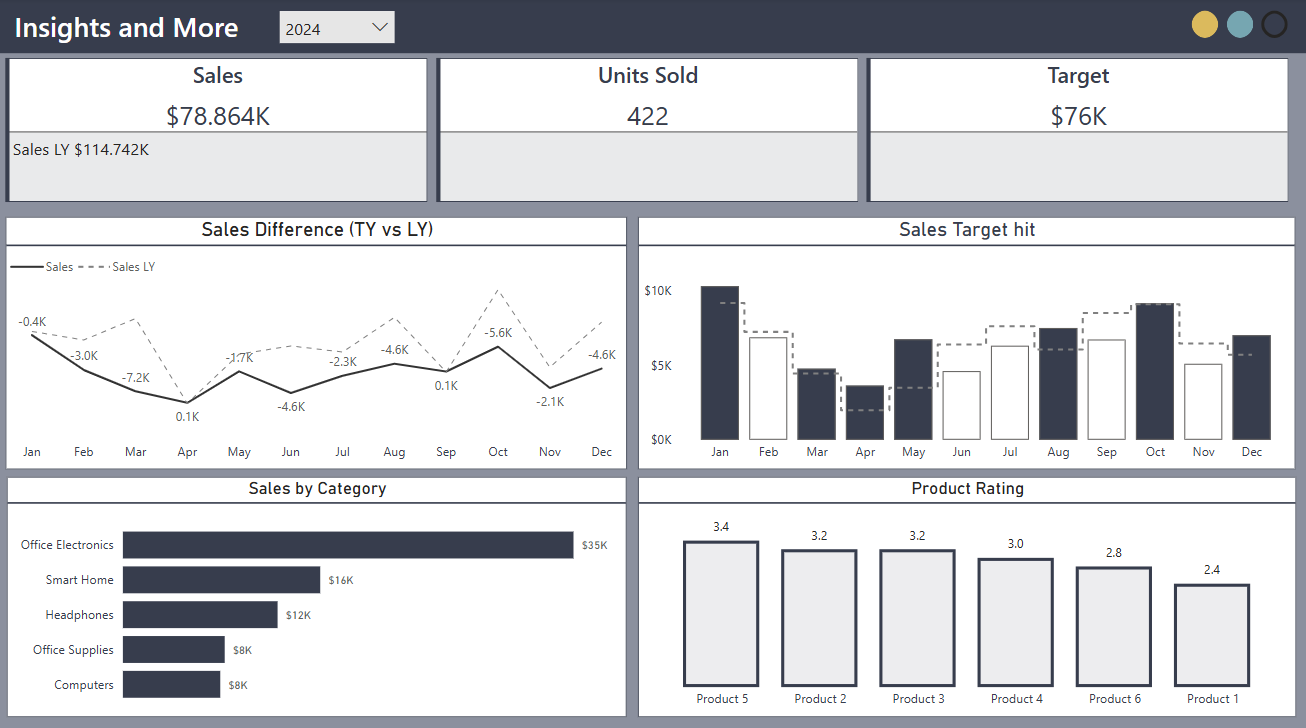 Insights and More
2024
Sales
$78.864K
Sales LY $114.742K
Units Sold
422
Target
$76K
Sales Difference (TY vs LY)
Sales Sales LY
-0.4K
-3.0K
-7.2K
0.1K
-1.7K
-4.6K
-2.3K
-4.6K
0.1K
-5.6K
-2.1K
-4.6K
Jan Feb Mar Apr May Jun Jul Aug Sep Oct Nov Dec
Sales Target hit
$10K
$5K
$0K
Jan Feb Mar Apr May Jun Jul Aug Sep Oct Nov Dec
Sales by Category
Office Electronics $35K
Smart Home $16K
Headphones $12K
Office Supplies $8K
Computers $8K
Product Rating
3.4 3.2 3.2 3.0 2.8 2.4
Product 5 Product 2 Product 3 Product 4 Product 6 Product 1